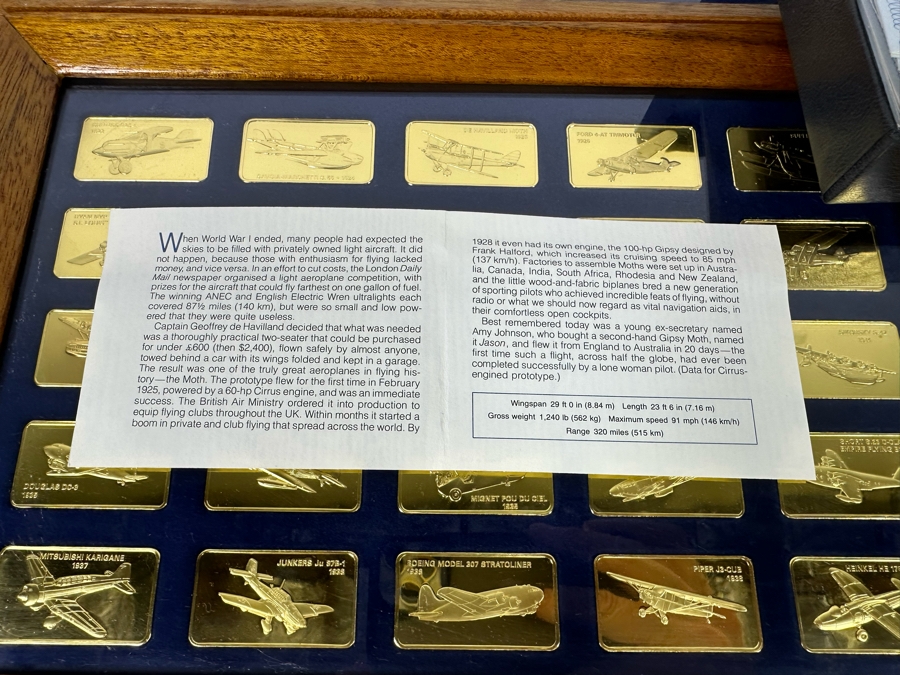 DE HAVILLAND MOTH
1925
FORD 4-AT TRIMOTOR
1926
When World War I ended, many people had expected the
skies to be filled with privately owned light aircraft. It did
not happen, because those with enthusiasm for flying lacked
money, and vice versa. In an effort to cut costs, the London Daily
Mail newspaper organised a light aeroplane competition, with
prizes for the aircraft that could fly farthest on one gallon of fuel.
The winning ANEC and English Electric Wren ultralights each
covered 87½ miles (140 km), but were so small and low pow-
ered that they were quite useless.
Captain Geoffrey de Havilland decided that what was needed
was a thoroughly practical two-seater that could be purchased
for under £600 (then $2,400), flown safely by almost anyone,
towed behind a car with its wings folded and kept in a garage.
The result was one of the truly great aeroplanes in flying his-
tory—the Moth. The prototype flew for the first time in February
1925, powered by a 60-hp Cirrus engine, and was an immediate
success. The British Air Ministry ordered it into production to
equip flying clubs throughout the UK. Within months it started a
boom in private and club flying that spread across the world. By
1928 it even had its own engine, the 100-hp Gipsy designed by
Frank Halford, which increased its cruising speed to 85 mph
(137 km/h). Factories to assemble Moths were set up in Austra-
lia, Canada, India, South Africa, Rhodesia and New Zealand,
and the little wood-and-fabric biplanes bred a new generation
of sporting pilots who achieved incredible feats of flying, without
radio or what we should now regard as vital navigation aids, in
their comfortless open cockpits.
Best remembered today was a young ex-secretary named
Amy Johnson, who bought a second-hand Gipsy Moth, named
it Jason, and flew it from England to Australia in 20 days—the
first time such a flight, across half the globe, had ever been
completed successfully by a lone woman pilot. (Data for Cirrus-
engined prototype.)
Wingspan 29 ft 0 in (8.84 m) Length 23 ft 6 in (7.16 m)
Gross weight 1,240 lb (562 kg) Maximum speed 91 mph (146 km/h)
Range 320 miles (515 km)
DOUGLAS DC-3
1935
MIGNET POU DU CIEL
1935
SHORT S.23 C-CL
EMPIRE FLYING B
MITSUBISHI KARIGANE
1937
JUNKERS Ju 87B-1
1938
BOEING MODEL 307 STRATOLINER
1938
PIPER J3-CUB
1938
HEINKEL HE 17